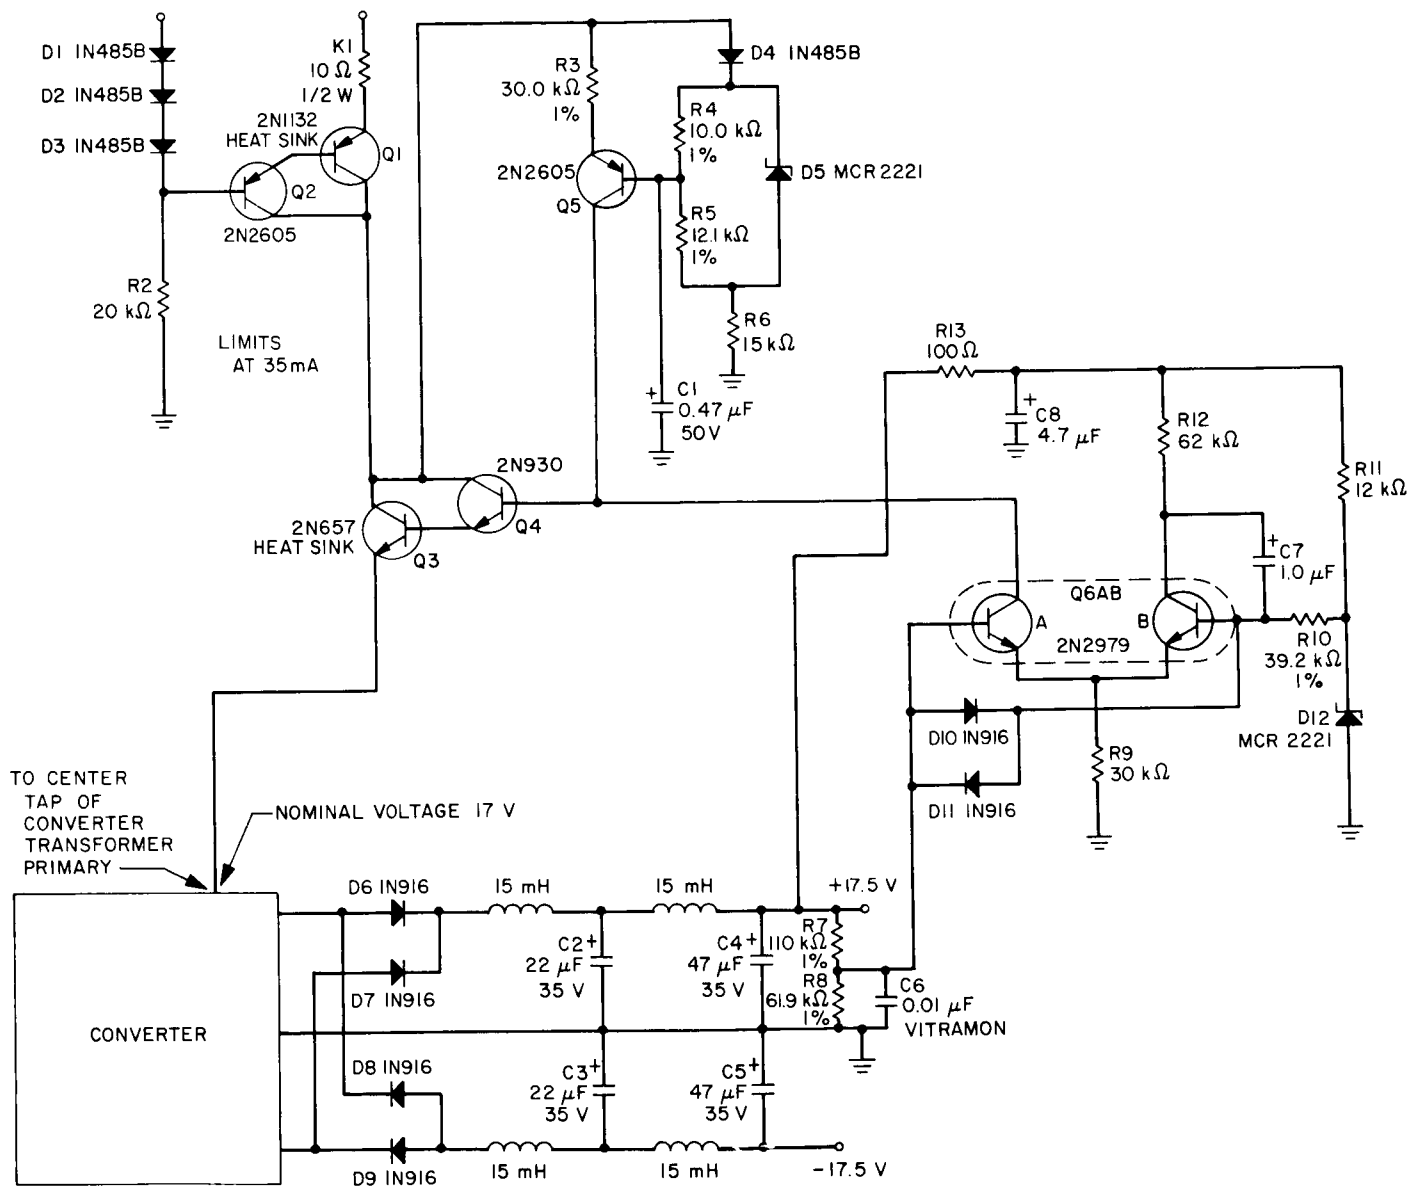 D1 IN485B
D2 IN485B
D3 IN485B
K1
10 Ω
1/2 W
2N1132
HEAT SINK
Q1
Q2
2N2605
R2
20 kΩ
LIMITS
AT 35mA
R3
30.0 kΩ
1%
D4 IN485B
R4
10.0 kΩ
1%
2N2605
Q5
D5 MCR 2221
R5
12.1 kΩ
1%
R6
15 kΩ
+
C1
0.47 μF
50V
R13
100Ω
+
C8
4.7 μF
R12
62 kΩ
R11
12 kΩ
2N930
Q4
2N657
HEAT SINK
Q3
+
C7
1.0 μF
Q6AB
A
B
2N2979
R10
39.2 kΩ
1%
D10 IN916
D11 IN916
R9
30 kΩ
D12
MCR 2221
TO CENTER
TAP OF
CONVERTER
TRANSFORMER
PRIMARY
NOMINAL VOLTAGE 17 V
CONVERTER
D6 IN916
15 mH
15 mH
+17.5 V
D7 IN916
C2 +
22 μF
35 V
C4 +
47 μF
35 V
R7
110 kΩ
1%
R8
61.9 kΩ
1%
C6
0.01 μF
VITRAMON
D8 IN916
C3 +
22 μF
35 V
C5 +
47 μF
35 V
D9 IN916
15 mH
15 mH
-17.5 V